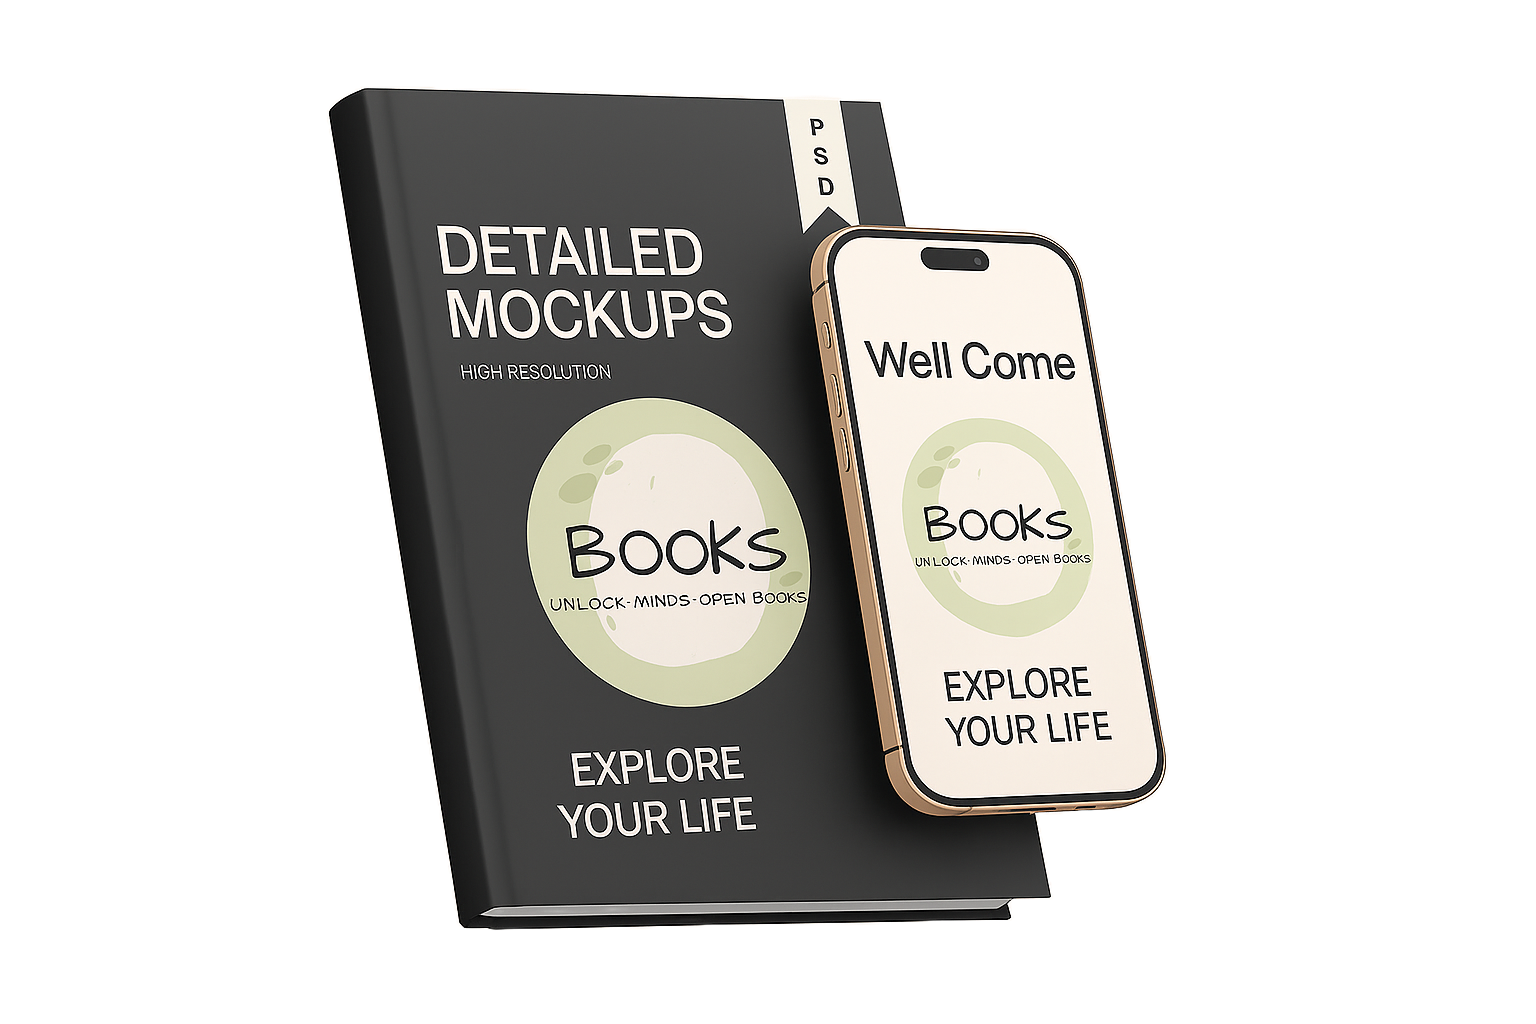 P
S
D
DETAILED
MOCKUPS
HIGH RESOLUTION
BOOKS
UNLOCK-MINDS-OPEN BOOKS
EXPLORE
YOUR LIFE
Well Come
BOOKS
UNLOCK-MINDS-OPEN BOOKS
EXPLORE
YOUR LIFE